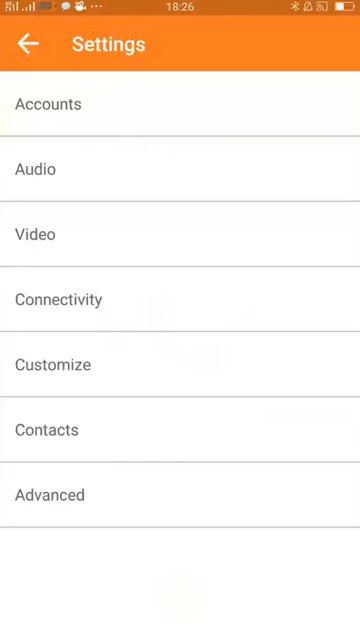 18:26
Settings
Accounts
Audio
Video
Connectivity
Customize
Contacts
Advanced